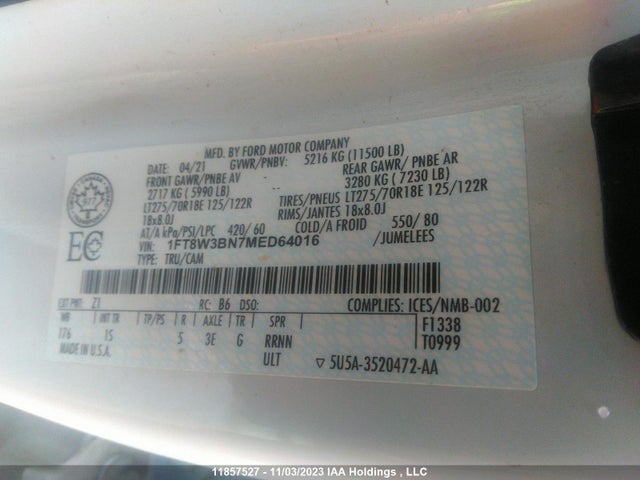 MFD. BY FORD MOTOR COMPANY
DATE: 04/21 GVWR/PNBV: 5216 KG (11500 LB)
FRONT GAWR/PNBE AV REAR GAWR/ PNBE AR
2717 KG (5990 LB) 3280 KG (7230 LB)
LT275/70R18E 125/122R TIRES/PNEUS LT275/70R18E 125/122R
18x8.0J RIMS/JANTES 18x8.0J
AT/A kPa/PSI/LPC 420/60 COLD/A FROID 550/80
VIN: 1FT8W3BN7MED64016 /JUMELEES
TYPE: TRU/CAM
977
EC
EXT PNT: Z1 RC: B6 DSO: COMPLIES: ICES/NMB-002
WB INT TR TP/PS R AXLE TR SPR F1338
176 1S 5 3E G RRNN T0999
MADE IN U.S.A. ULT ▽ 5U5A-3520472-AA
11857527 - 11/03/2023 IAA Holdings , LLC